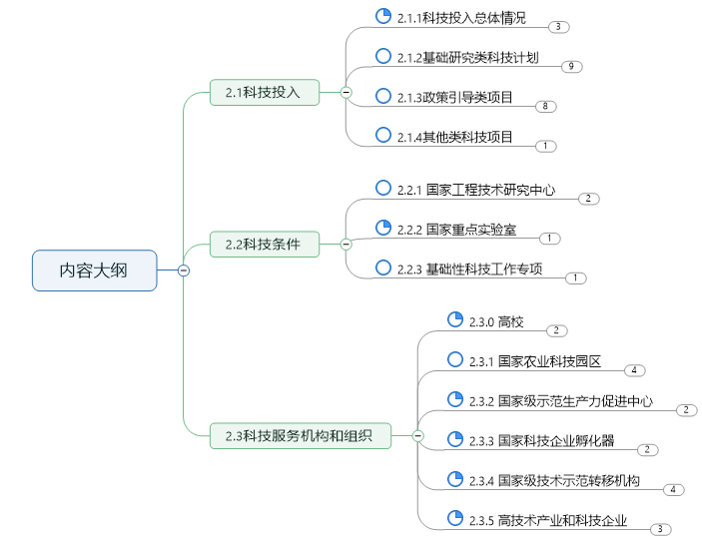 内容大纲
2.1科技投入
2.1.1科技投入总体情况
3
2.1.2基础研究类科技计划
9
2.1.3政策引导类项目
8
2.1.4其他类科技项目
1
2.2科技条件
2.2.1 国家工程技术研究中心
2
2.2.2 国家重点实验室
1
2.2.3 基础性科技工作专项
1
2.3科技服务机构和组织
2.3.0 高校
2
2.3.1 国家农业科技园区
4
2.3.2 国家级示范生产力促进中心
2
2.3.3 国家科技企业孵化器
2
2.3.4 国家级技术示范转移机构
4
2.3.5 高技术产业和科技企业
3